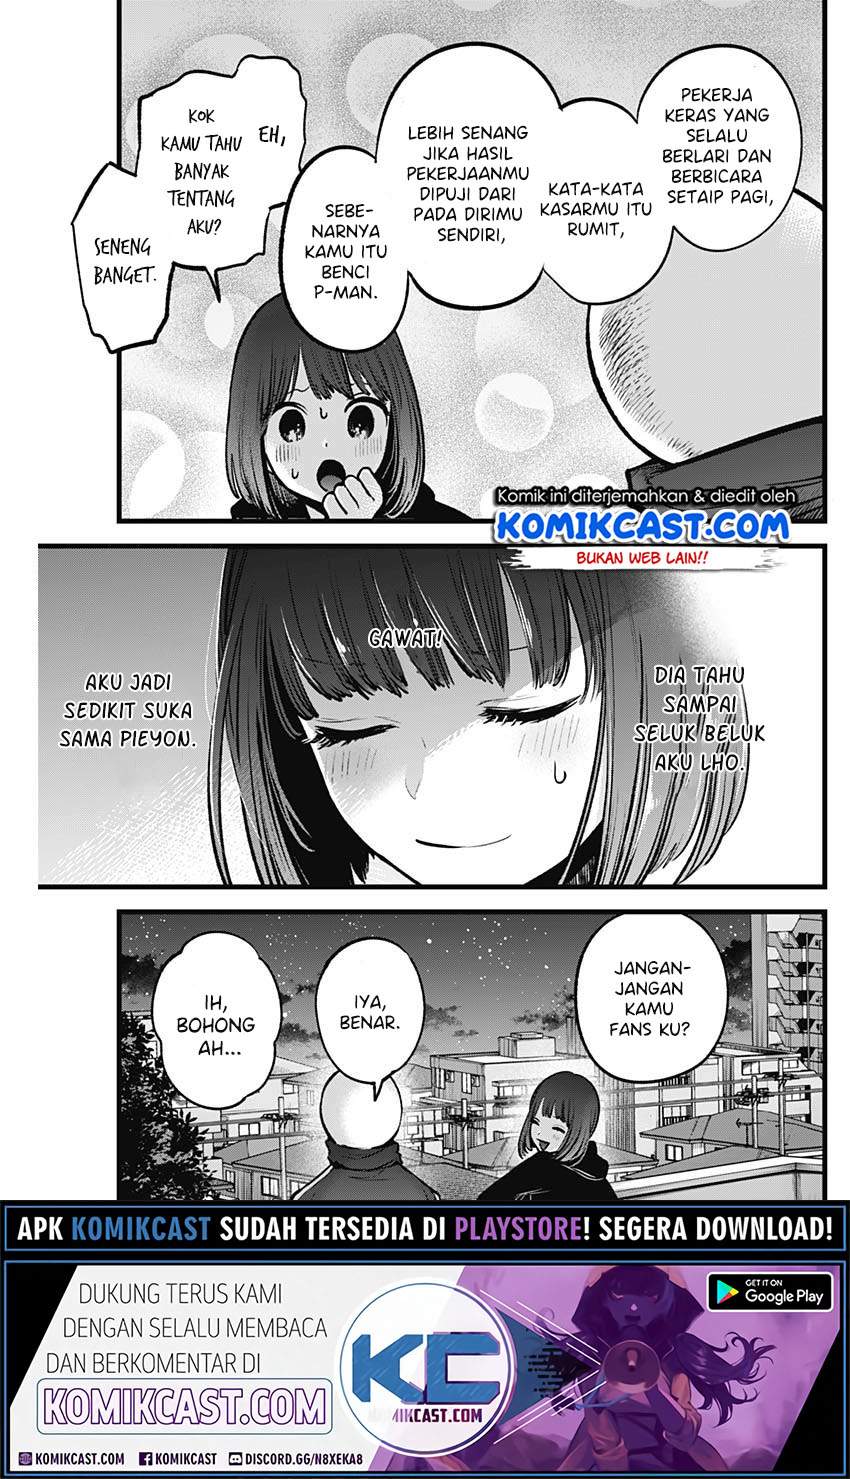 PEKERJA
KERAS YANG
SELALU
BERLARI DAN
BERBICARA
SETAIP PAGI,
KATA-KATA
KASARMU ITU
RUMIT,
LEBIH SENANG
JIKA HASIL
PEKERJAANMU
DIPUJI DARI
PADA DIRIMU
SENDIRI,
SEBE-
NARNYA
KAMU ITU
BENCI
P-MAN.
EH,
KOK
KAMU TAHU
BANYAK
TENTANG
AKU?
SENENG
BANGET.
Komik ini diterjemahkan & diedit oleh
KOMIKCAST.COM
BUKAN WEB LAIN!!
DIA TAHU
SAMPAI
SELUK BELUK
AKU LHO.
GAWAT!
AKU JADI
SEDIKIT SUKA
SAMA PIEYON.
JANGAN-
JANGAN
KAMU
FANS KU?
IYA,
BENAR.
IH,
BOHONG
AH...
APK KOMIKCAST SUDAH TERSEDIA DI PLAYSTORE! SEGERA DOWNLOAD!
DUKUNG TERUS KAMI
DENGAN SELALU MEMBACA
DAN BERKOMENTAR DI
KOMIKCAST.COM
KC
KOMIKCAST.COM
GET IT ON
Google Play
KOMIKCAST.COM
KOMIKCAST
DISCORD.GG/N8XEKA8